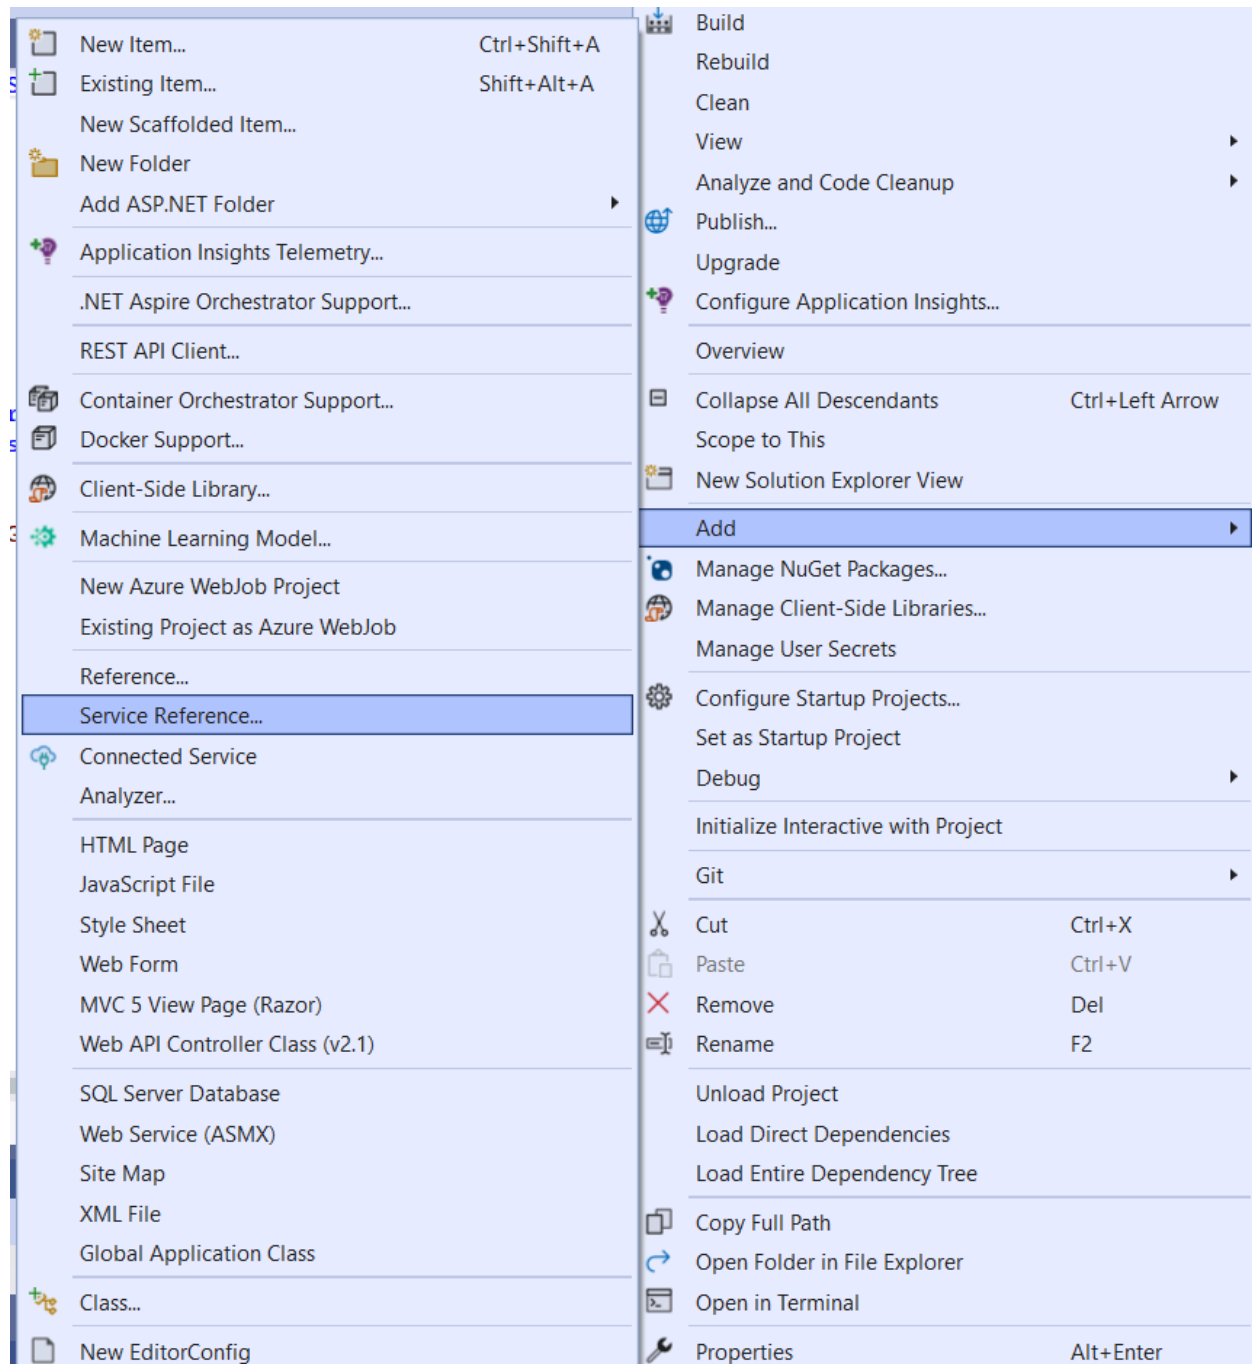 New Item... Ctrl+Shift+A
Existing Item... Shift+Alt+A
New Scaffolded Item...
New Folder
Add ASP.NET Folder
Application Insights Telemetry...
.NET Aspire Orchestrator Support...
REST API Client...
Container Orchestrator Support...
Docker Support...
Client-Side Library...
Machine Learning Model...
New Azure WebJob Project
Existing Project as Azure WebJob
Reference...
Service Reference...
Connected Service
Analyzer...
HTML Page
JavaScript File
Style Sheet
Web Form
MVC 5 View Page (Razor)
Web API Controller Class (v2.1)
SQL Server Database
Web Service (ASMX)
Site Map
XML File
Global Application Class
Class...
New EditorConfig
Build
Rebuild
Clean
View
Analyze and Code Cleanup
Publish...
Upgrade
Configure Application Insights...
Overview
Collapse All Descendants Ctrl+Left Arrow
Scope to This
New Solution Explorer View
Add
Manage NuGet Packages...
Manage Client-Side Libraries...
Manage User Secrets
Configure Startup Projects...
Set as Startup Project
Debug
Initialize Interactive with Project
Git
Cut Ctrl+X
Paste Ctrl+V
Remove Del
Rename F2
Unload Project
Load Direct Dependencies
Load Entire Dependency Tree
Copy Full Path
Open Folder in File Explorer
Open in Terminal
Properties Alt+Enter